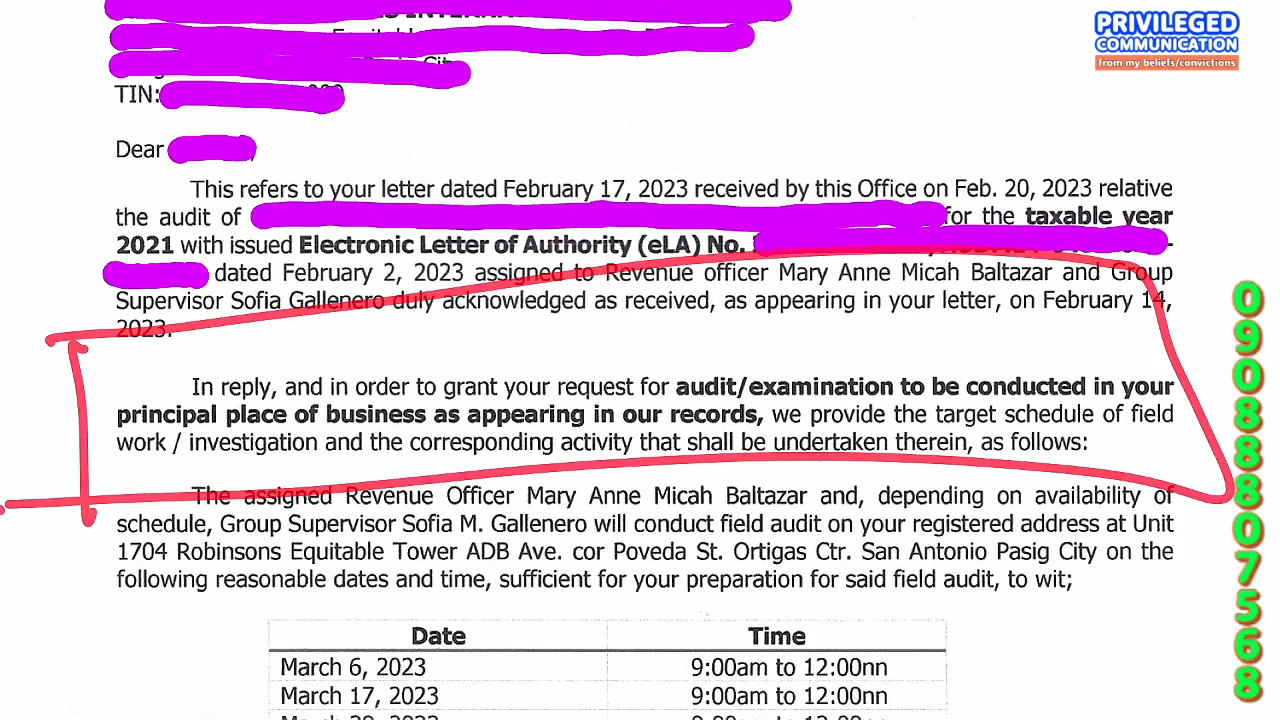 PRIVILEGED
COMMUNICATION
from my beliefs/convictions
TIN:
Dear
This refers to your letter dated February 17, 2023 received by this Office on Feb. 20, 2023 relative
the audit of for the taxable year
2021 with issued Electronic Letter of Authority (eLA) No.
dated February 2, 2023 assigned to Revenue officer Mary Anne Micah Baltazar and Group
Supervisor Sofia Gallenero duly acknowledged as received, as appearing in your letter, on February 14,
2023.
In reply, and in order to grant your request for audit/examination to be conducted in your
principal place of business as appearing in our records, we provide the target schedule of field
work / investigation and the corresponding activity that shall be undertaken therein, as follows:
The assigned Revenue Officer Mary Anne Micah Baltazar and, depending on availability of
schedule, Group Supervisor Sofia M. Gallenero will conduct field audit on your registered address at Unit
1704 Robinsons Equitable Tower ADB Ave. cor Poveda St. Ortigas Ctr. San Antonio Pasig City on the
following reasonable dates and time, sufficient for your preparation for said field audit, to wit;
Date Time
March 6, 2023 9:00am to 12:00nn
March 17, 2023 9:00am to 12:00nn
09088807568